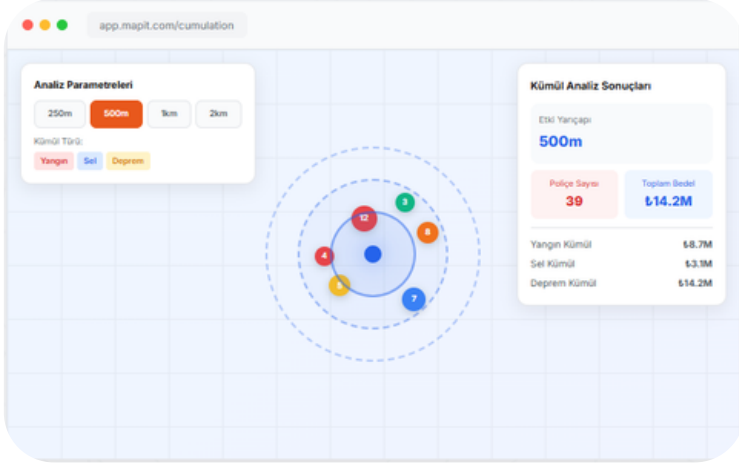 app.mapit.com/cumulation
Analiz Parametreleri
250m 500m 1km 2km
Kümül Türü:
Yangın Sel Deprem
Kümül Analiz Sonuçları
Etki Yarıçapı
500m
Poliçe Sayısı
39
Toplam Bedel
₺14.2M
Yangın Kümül ₺8.7M
Sel Kümül ₺3.1M
Deprem Kümül ₺14.2M
3
12
4
7